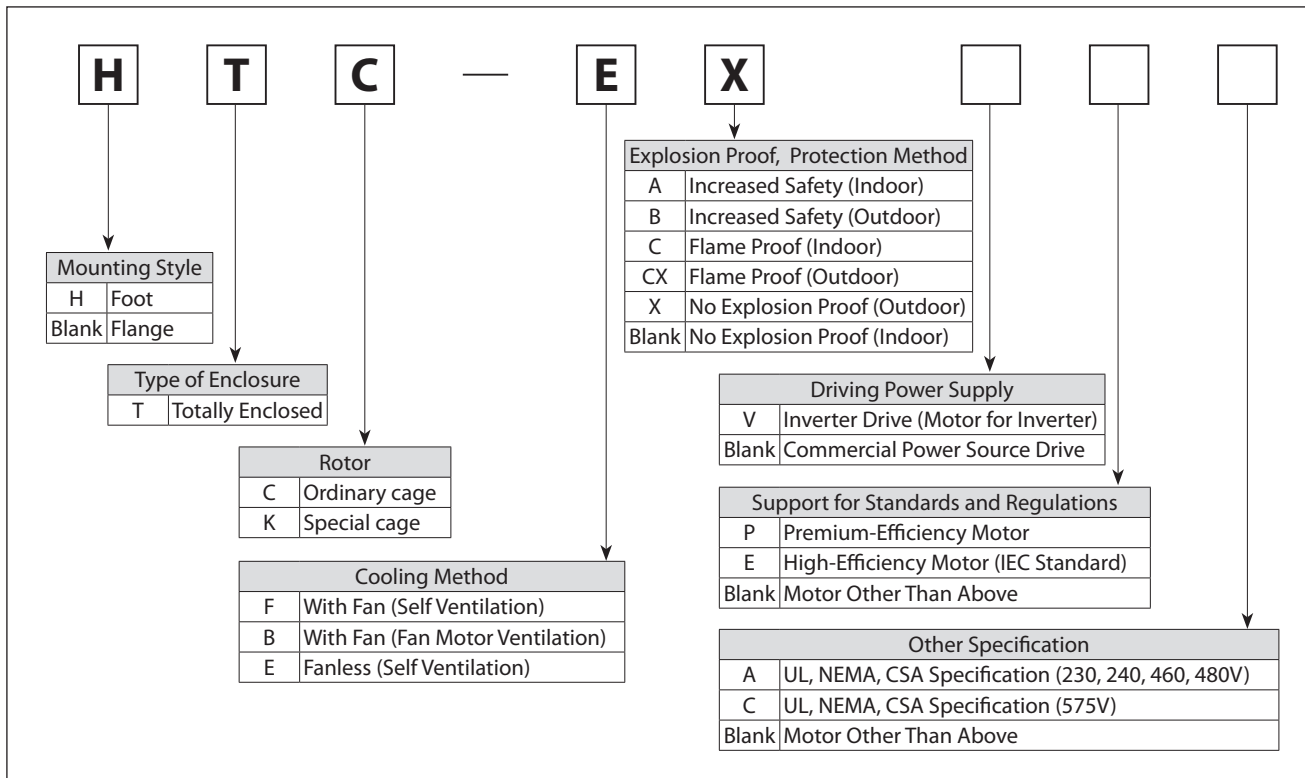 H T C — E X
Explosion Proof, Protection Method
A Increased Safety (Indoor)
B Increased Safety (Outdoor)
C Flame Proof (Indoor)
CX Flame Proof (Outdoor)
X No Explosion Proof (Outdoor)
Blank No Explosion Proof (Indoor)
Mounting Style
H Foot
Blank Flange
Type of Enclosure
T Totally Enclosed
Driving Power Supply
V Inverter Drive (Motor for Inverter)
Blank Commercial Power Source Drive
Rotor
C Ordinary cage
K Special cage
Support for Standards and Regulations
P Premium-Efficiency Motor
E High-Efficiency Motor (IEC Standard)
Blank Motor Other Than Above
Cooling Method
F With Fan (Self Ventilation)
B With Fan (Fan Motor Ventilation)
E Fanless (Self Ventilation)
Other Specification
A UL, NEMA, CSA Specification (230, 240, 460, 480V)
C UL, NEMA, CSA Specification (575V)
Blank Motor Other Than Above